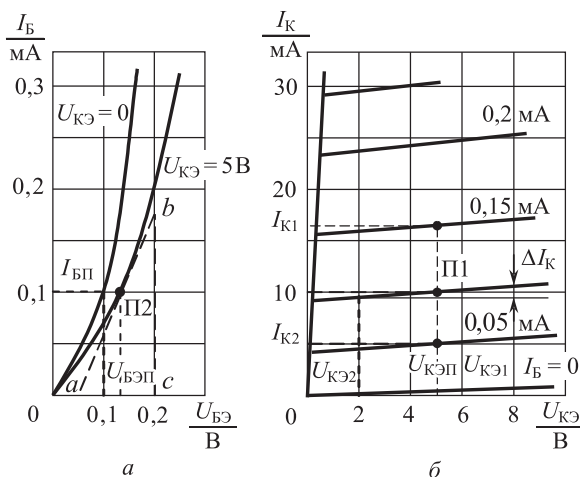 I_Б
мА
0,3
U_КЭ = 0
0,2
U_КЭ = 5 В
b
I_БП
0,1
П2
a
U_БЭП
c
0
0,1
0,2
U_БЭ
В
а
I_К
мА
30
0,2 мА
20
0,15 мА
I_К1
П1
ΔI_К
10
0,05 мА
I_К2
U_КЭ2
U_КЭП
U_КЭ1
I_Б = 0
0
2
4
6
8
U_КЭ
В
б